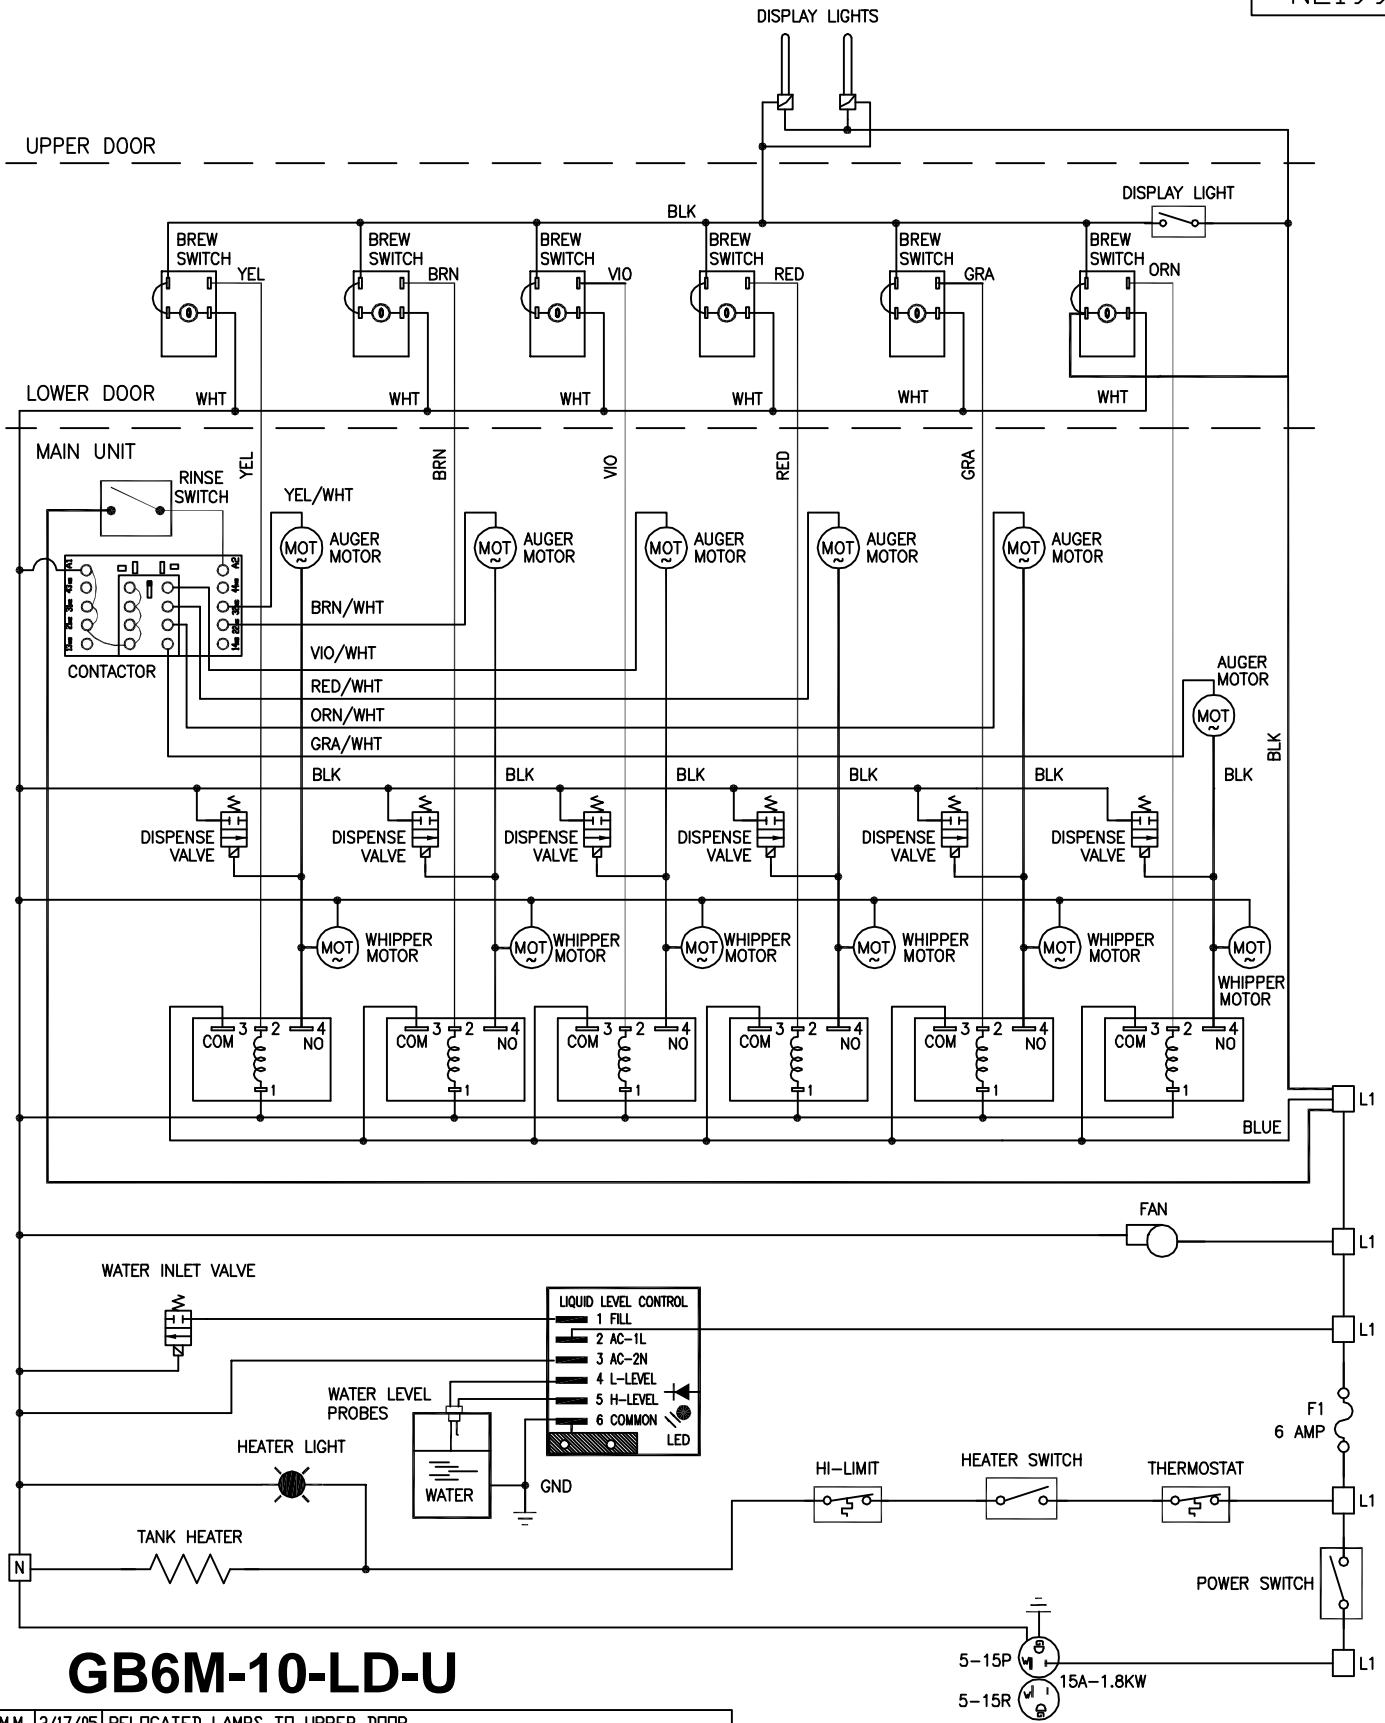 DISPLAY LIGHTS
UPPER DOOR
DISPLAY LIGHT
BLK
BREW SWITCH
YEL
BREW SWITCH
BRN
BREW SWITCH
VIO
BREW SWITCH
RED
BREW SWITCH
GRA
BREW SWITCH
ORN
LOWER DOOR
WHT
WHT
WHT
WHT
WHT
WHT
MAIN UNIT
YEL
BRN
VIO
RED
GRA
RINSE SWITCH
YEL/WHT
MOT
AUGER MOTOR
MOT
AUGER MOTOR
MOT
AUGER MOTOR
MOT
AUGER MOTOR
MOT
AUGER MOTOR
A1
A2
BRN/WHT
VIO/WHT
CONTACTOR
RED/WHT
ORN/WHT
GRA/WHT
AUGER MOTOR
MOT
BLK
BLK
BLK
BLK
BLK
BLK
BLK
DISPENSE VALVE
DISPENSE VALVE
DISPENSE VALVE
DISPENSE VALVE
DISPENSE VALVE
DISPENSE VALVE
MOT
WHIPPER MOTOR
MOT
WHIPPER MOTOR
MOT
WHIPPER MOTOR
MOT
WHIPPER MOTOR
MOT
WHIPPER MOTOR
MOT
WHIPPER MOTOR
3 2 4
COM NO
1
3 2 4
COM NO
1
3 2 4
COM NO
1
3 2 4
COM NO
1
3 2 4
COM NO
1
3 2 4
COM NO
1
L1
BLUE
FAN
L1
WATER INLET VALVE
LIQUID LEVEL CONTROL
1 FILL
2 AC-1L
3 AC-2N
4 L-LEVEL
5 H-LEVEL
6 COMMON
LED
L1
WATER LEVEL PROBES
WATER
GND
F1
6 AMP
HEATER LIGHT
HI-LIMIT
HEATER SWITCH
THERMOSTAT
L1
TANK HEATER
N
POWER SWITCH
5-15P
15A-1.8KW
5-15R
L1
GB6M-10-LD-U
2/17/05 RELOCATED LAMPS TO UPPER DOOR